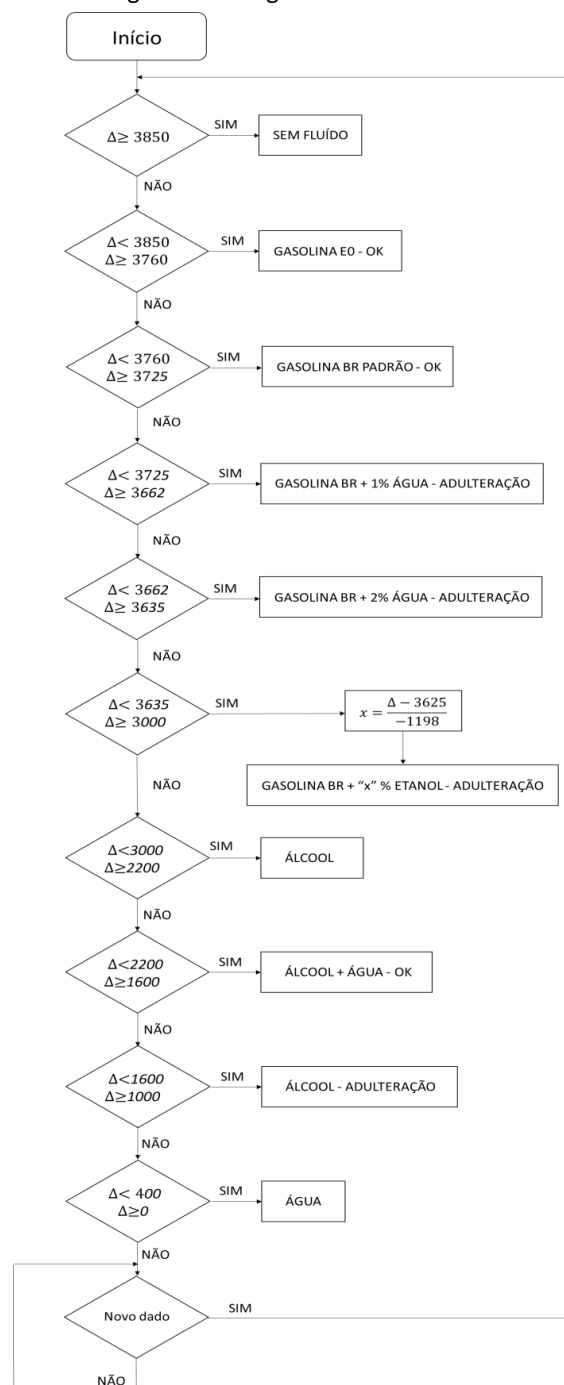 Início
Δ≥ 3850
SIM
SEM FLUÍDO
NÃO
Δ< 3850
Δ≥ 3760
SIM
GASOLINA E0 - OK
NÃO
Δ< 3760
Δ≥ 3725
SIM
GASOLINA BR PADRÃO - OK
NÃO
Δ< 3725
Δ≥ 3662
SIM
GASOLINA BR + 1% ÁGUA - ADULTERAÇÃO
NÃO
Δ< 3662
Δ≥ 3635
SIM
GASOLINA BR + 2% ÁGUA - ADULTERAÇÃO
NÃO
Δ< 3635
Δ≥ 3000
SIM
x = (Δ − 3625) / −1198
GASOLINA BR + “x” % ETANOL - ADULTERAÇÃO
NÃO
Δ<3000
Δ≥2200
SIM
ÁLCOOL
NÃO
Δ<2200
Δ≥1600
SIM
ÁLCOOL + ÁGUA - OK
NÃO
Δ<1600
Δ≥1000
SIM
ÁLCOOL - ADULTERAÇÃO
NÃO
Δ< 400
Δ≥0
SIM
ÁGUA
NÃO
Novo dado
SIM
NÃO